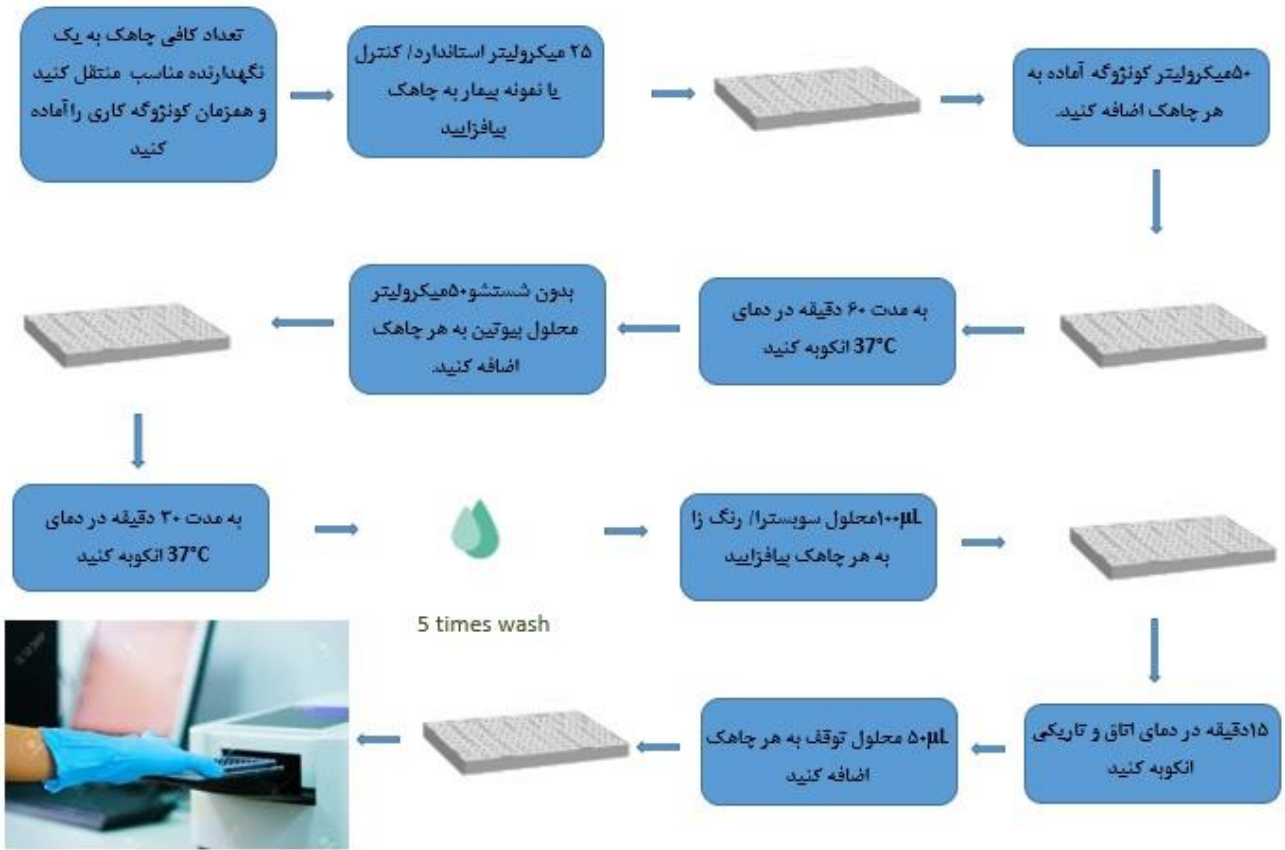 تعداد کافی چاهک به یک
نگهدارنده مناسب منتقل کنید
و همزمان کونژوگه کاری را آماده
کنید
۲۵ میکرولیتر استاندارد/ کنترل
یا نمونه بیمار به چاهک
بیافزایید
۵۰میکرولیتر کونژوگه آماده به
هر چاهک اضافه کنید.
به مدت ۶۰ دقیقه در دمای
37°C انکوبه کنید
بدون شستشو ۵۰میکرولیتر
محلول بیوتین به هر چاهک
اضافه کنید.
به مدت ۳۰ دقیقه در دمای
37°C انکوبه کنید
5 times wash
۱۰۰µL محلول سوبسترا/ رنگ زا
به هر چاهک بیافزایید
۱۵دقیقه در دمای اتاق و تاریکی
انکوبه کنید
۵۰µL محلول توقف به هر چاهک
اضافه کنید